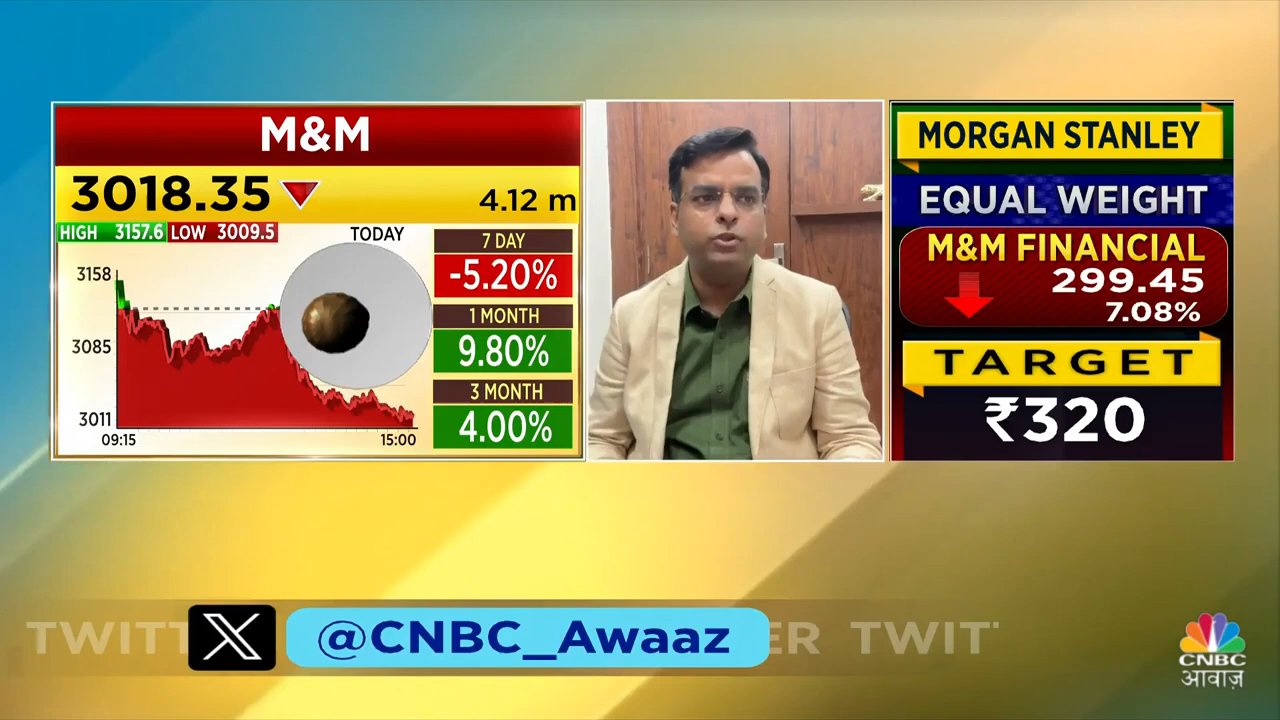 M&M
3018.35
4.12 m
HIGH 3157.6 LOW 3009.5
TODAY
3158
3085
3011
09:15
15:00
7 DAY
-5.20%
1 MONTH
9.80%
3 MONTH
4.00%
MORGAN STANLEY
EQUAL WEIGHT
M&M FINANCIAL
299.45
7.08%
TARGET
₹320
TWITT
@CNBC_Awaaz
ER TWIT
CNBC
आवाज़